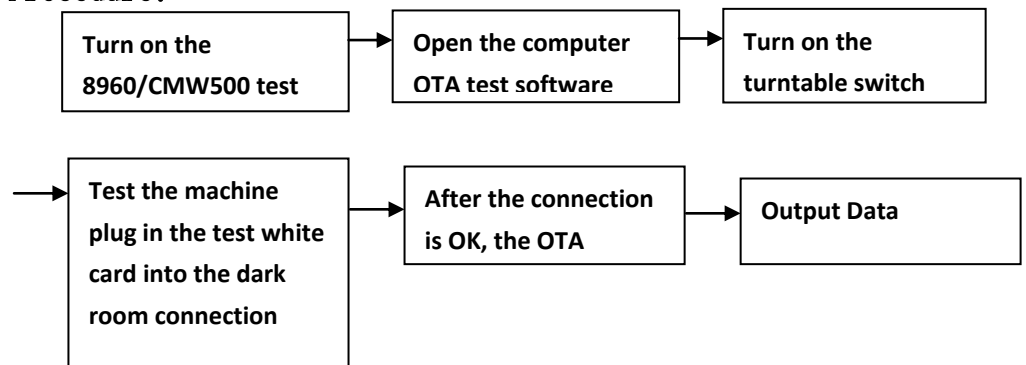 Turn on the
8960/CMW500 test
Open the computer
OTA test software
Turn on the
turntable switch
Test the machine
plug in the test white
card into the dark
room connection
After the connection
is OK, the OTA
Output Data